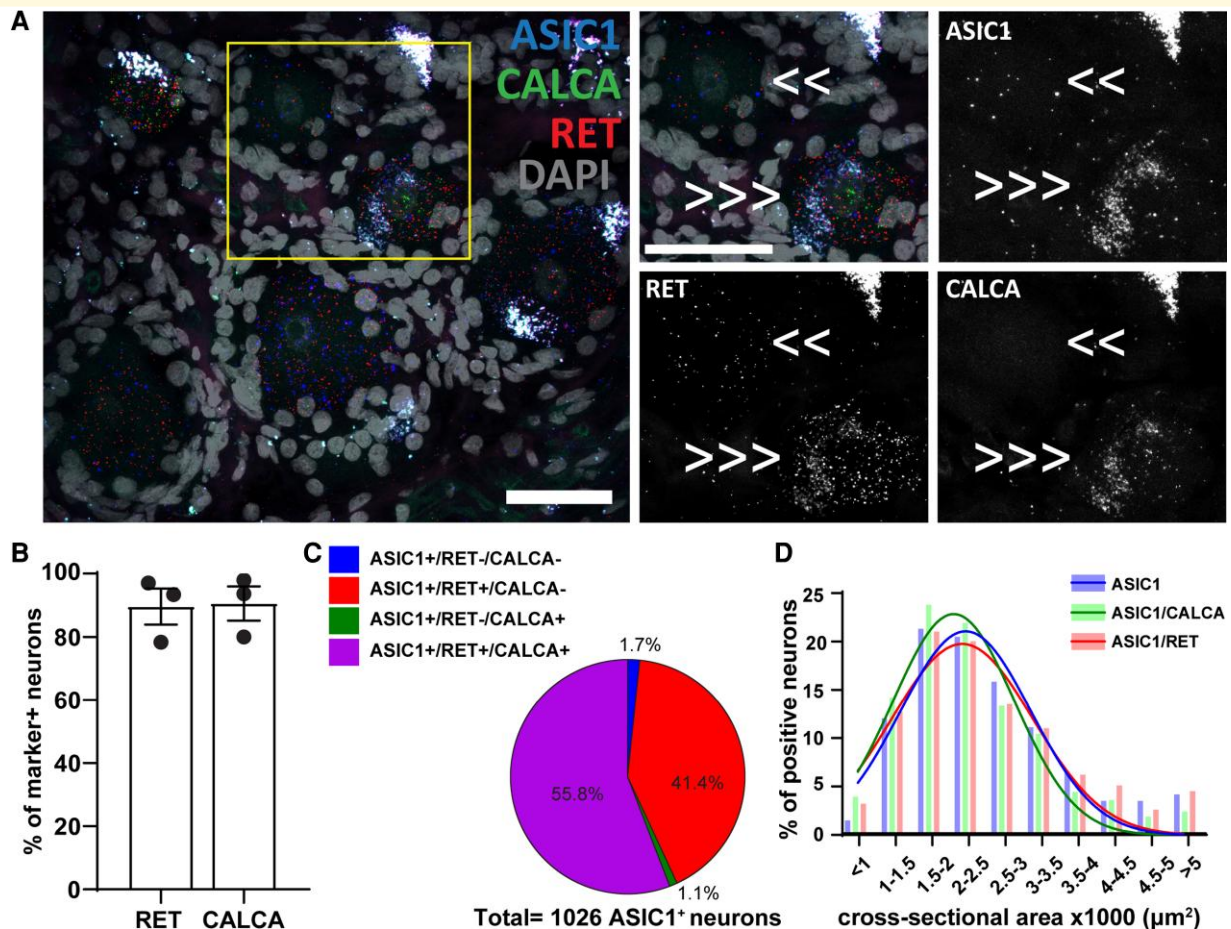 A
ASIC1
CALCA
RET
DAPI
<<
>>>
ASIC1
<<
>>>
RET
<<
>>>
CALCA
<<
>>>
B
% of marker+ neurons
100
80
60
40
20
0
RET
CALCA
C
ASIC1+/RET-/CALCA-
ASIC1+/RET+/CALCA-
ASIC1+/RET-/CALCA+
ASIC1+/RET+/CALCA+
1.7%
41.4%
55.8%
1.1%
Total= 1026 ASIC1⁺ neurons
D
ASIC1
ASIC1/CALCA
ASIC1/RET
% of positive neurons
25
20
15
10
5
0
<1
1-1.5
1.5-2
2-2.5
2.5-3
3-3.5
3.5-4
4-4.5
4.5-5
>5
cross-sectional area x1000 (µm²)